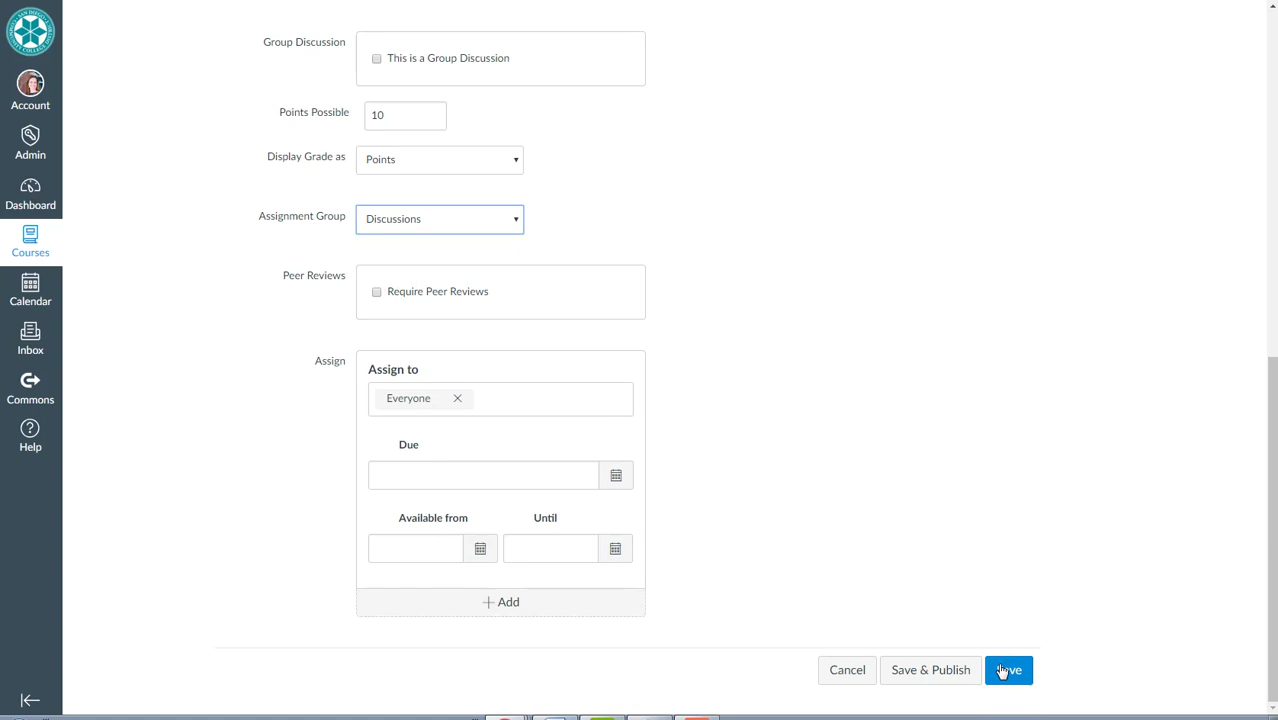 Group Discussion
This is a Group Discussion
Account
Points Possible
10
Admin
Display Grade as
Points
Dashboard
Assignment Group
Discussions
Courses
Peer Reviews
Require Peer Reviews
Calendar
Inbox
Assign
Assign to
Everyone
Commons
Help
Due
Available from
Until
Add
Cancel
Save & Publish